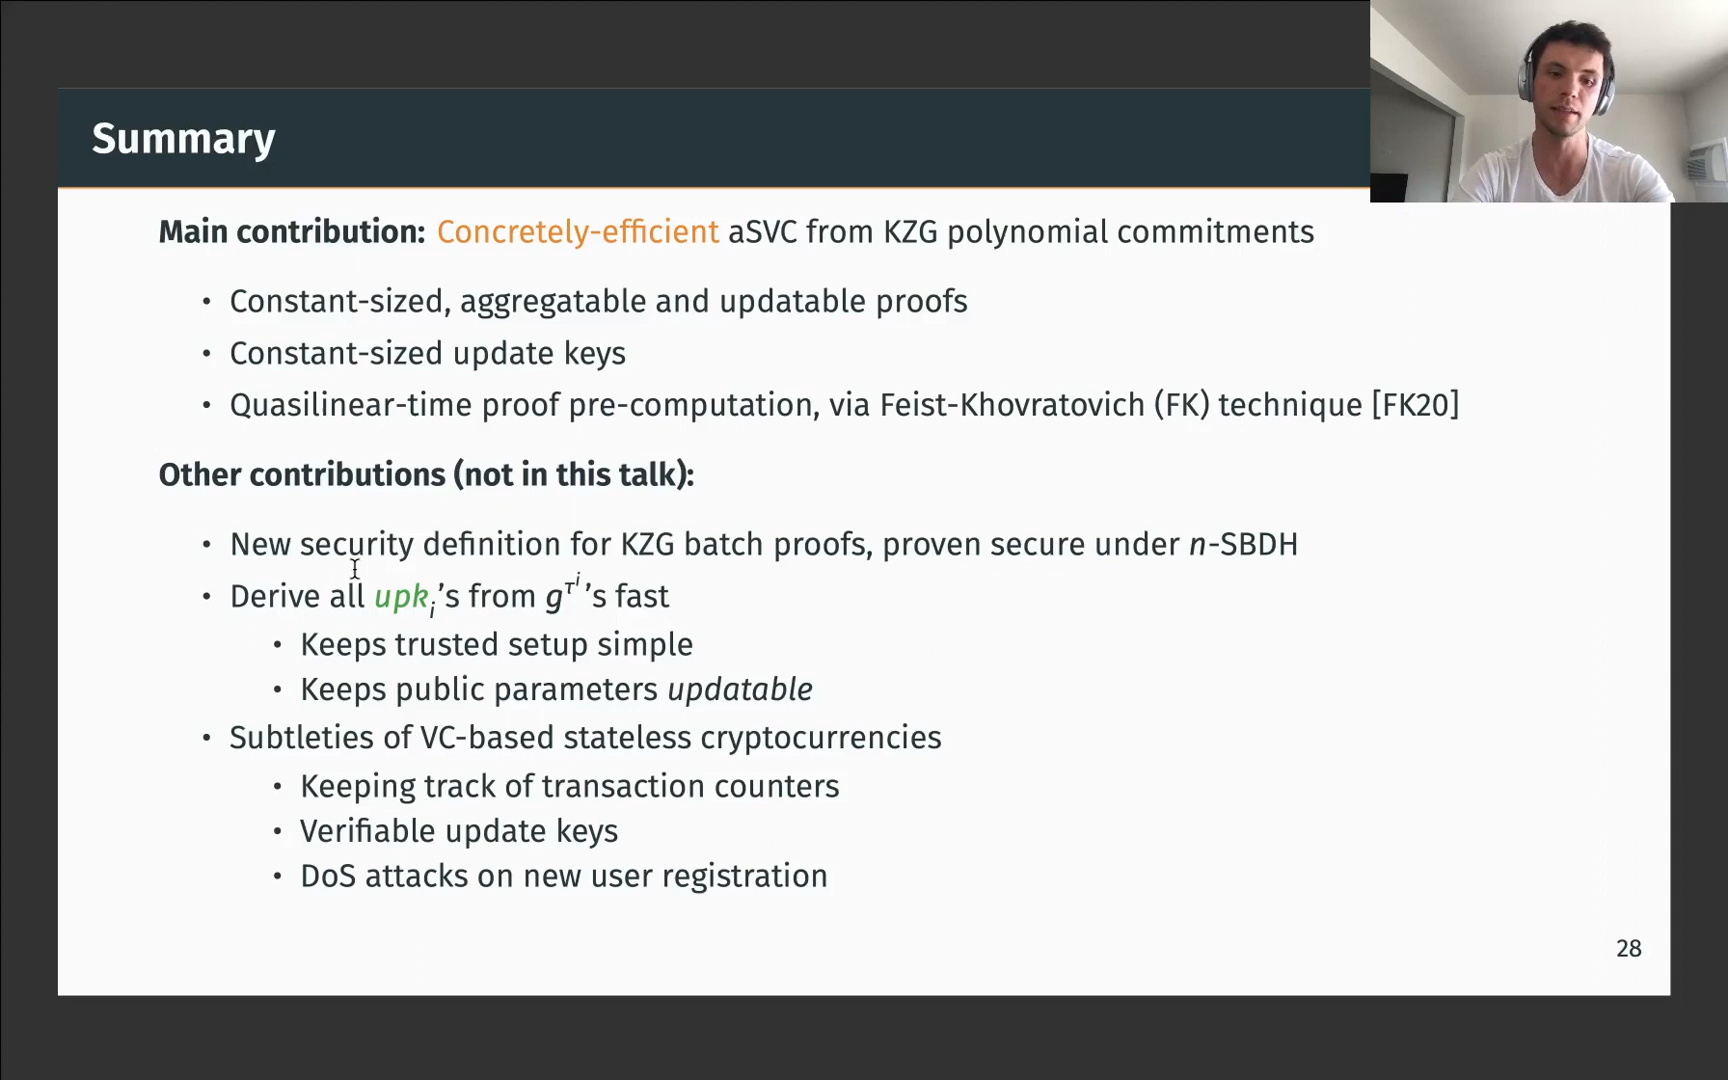 Summary
Main contribution: Concretely-efficient aSVC from KZG polynomial commitments
• Constant-sized, aggregatable and updatable proofs
• Constant-sized update keys
• Quasilinear-time proof pre-computation, via Feist-Khovratovich (FK) technique [FK20]
Other contributions (not in this talk):
• New security definition for KZG batch proofs, proven secure under n-SBDH
• Derive all upkᵢ’s from g^{τ^i}’s fast
• Keeps trusted setup simple
• Keeps public parameters updatable
• Subtleties of VC-based stateless cryptocurrencies
• Keeping track of transaction counters
• Verifiable update keys
• DoS attacks on new user registration
28